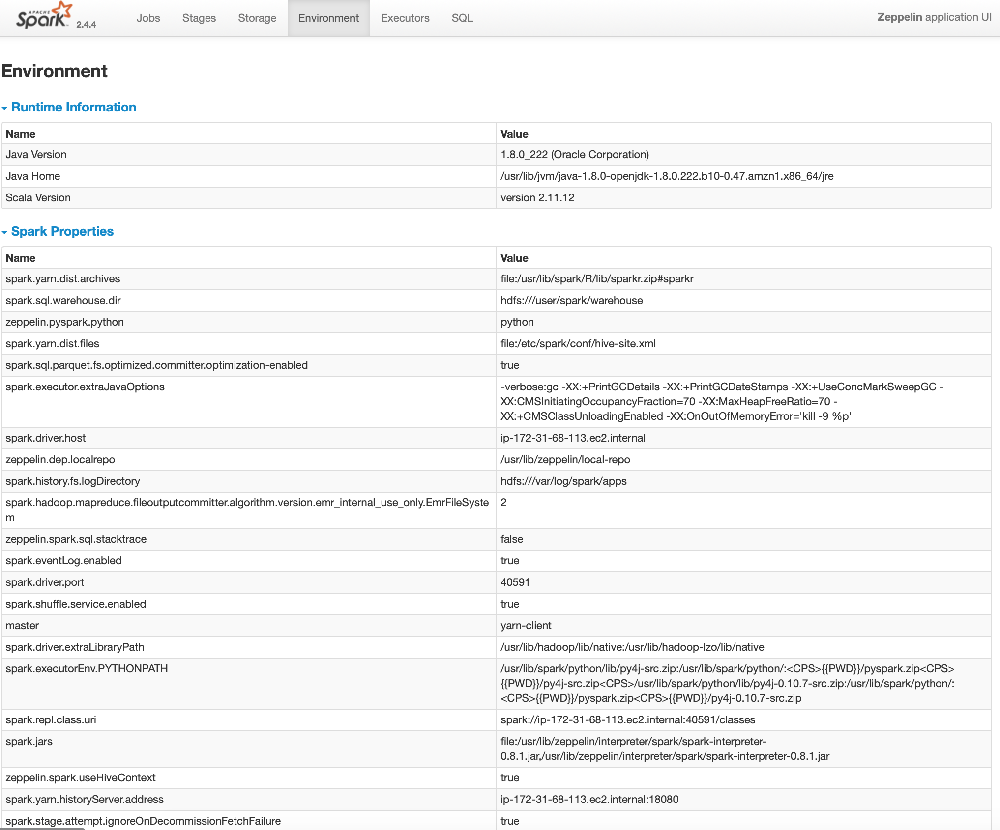 APACHE
Spark 2.4.4 Jobs Stages Storage Environment Executors SQL Zeppelin application UI
Environment
Runtime Information
Name Value
Java Version 1.8.0_222 (Oracle Corporation)
Java Home /usr/lib/jvm/java-1.8.0-openjdk-1.8.0.222.b10-0.47.amzn1.x86_64/jre
Scala Version version 2.11.12
Spark Properties
Name Value
spark.yarn.dist.archives file:/usr/lib/spark/R/lib/sparkr.zip#sparkr
spark.sql.warehouse.dir hdfs:///user/spark/warehouse
zeppelin.pyspark.python python
spark.yarn.dist.files file:/etc/spark/conf/hive-site.xml
spark.sql.parquet.fs.optimized.committer.optimization-enabled true
spark.executor.extraJavaOptions -verbose:gc -XX:+PrintGCDetails -XX:+PrintGCDateStamps -XX:+UseConcMarkSweepGC -
XX:CMSInitiatingOccupancyFraction=70 -XX:MaxHeapFreeRatio=70 -
XX:+CMSClassUnloadingEnabled -XX:OnOutOfMemoryError='kill -9 %p'
spark.driver.host ip-172-31-68-113.ec2.internal
zeppelin.dep.localrepo /usr/lib/zeppelin/local-repo
spark.history.fs.logDirectory hdfs:///var/log/spark/apps
spark.hadoop.mapreduce.fileoutputcommitter.algorithm.version.emr_internal_use_only.EmrFileSyste 2
m
zeppelin.spark.sql.stacktrace false
spark.eventLog.enabled true
spark.driver.port 40591
spark.shuffle.service.enabled true
master yarn-client
spark.driver.extraLibraryPath /usr/lib/hadoop/lib/native:/usr/lib/hadoop-lzo/lib/native
spark.executorEnv.PYTHONPATH /usr/lib/spark/python/lib/py4j-src.zip:/usr/lib/spark/python/:<CPS>{{PWD}}/pyspark.zip<CPS>
{{PWD}}/py4j-src.zip<CPS>/usr/lib/spark/python/lib/py4j-0.10.7-src.zip:/usr/lib/spark/python/:
<CPS>{{PWD}}/pyspark.zip<CPS>{{PWD}}/py4j-0.10.7-src.zip
spark.repl.class.uri spark://ip-172-31-68-113.ec2.internal:40591/classes
spark.jars file:/usr/lib/zeppelin/interpreter/spark/spark-interpreter-
0.8.1.jar,/usr/lib/zeppelin/interpreter/spark/spark-interpreter-0.8.1.jar
zeppelin.spark.useHiveContext true
spark.yarn.historyServer.address ip-172-31-68-113.ec2.internal:18080
spark.stage.attempt.ignoreOnDecommissionFetchFailure true